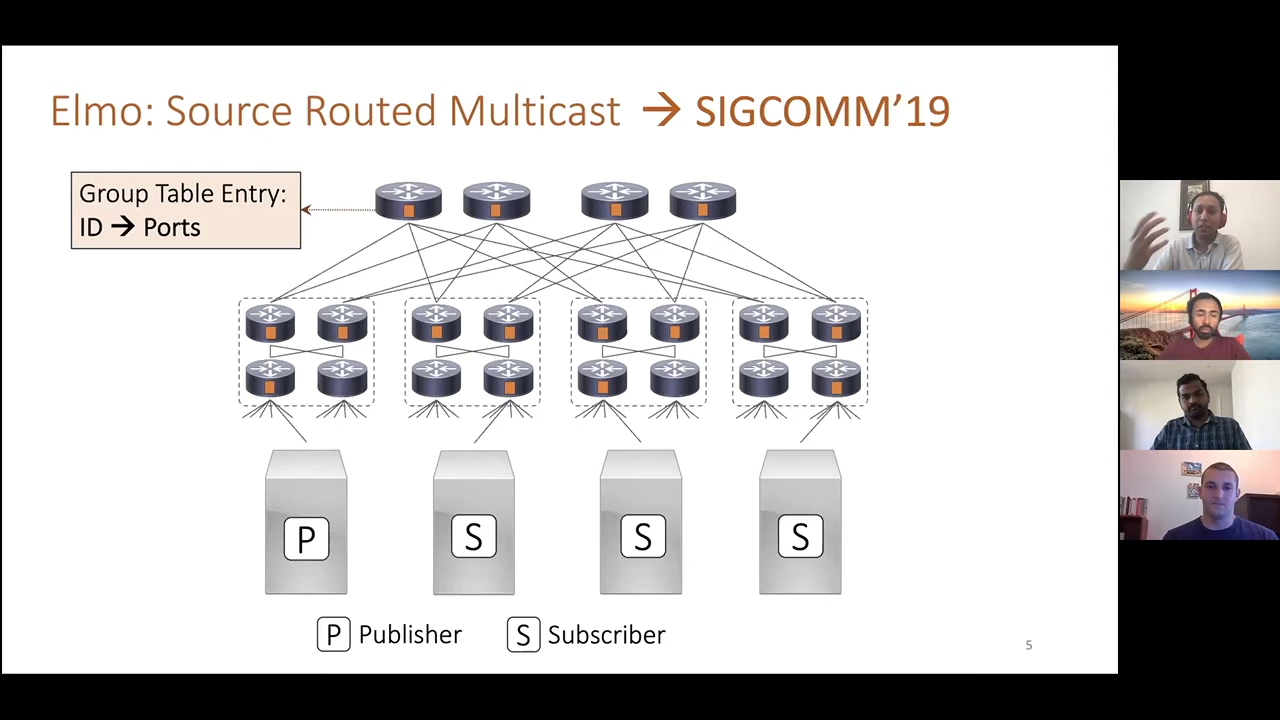 Elmo: Source Routed Multicast → SIGCOMM’19
Group Table Entry:
ID → Ports
P
S
S
S
P Publisher
S Subscriber
5